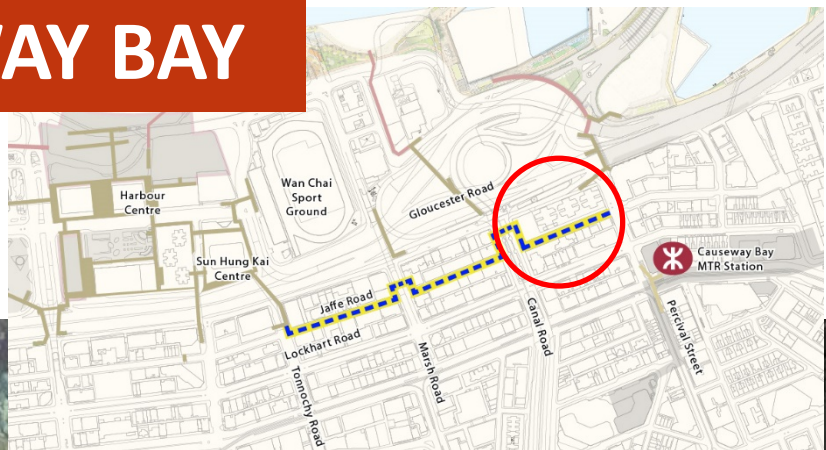 WAY BAY
Harbour
Centre
Wan Chai
Sport
Ground
Gloucester Road
Sun Hung Kai
Centre
Causeway Bay
MTR Station
Jaffe Road
Lockhart Road
Canal Road
Percival Street
Marsh Road
Tonnochy Road